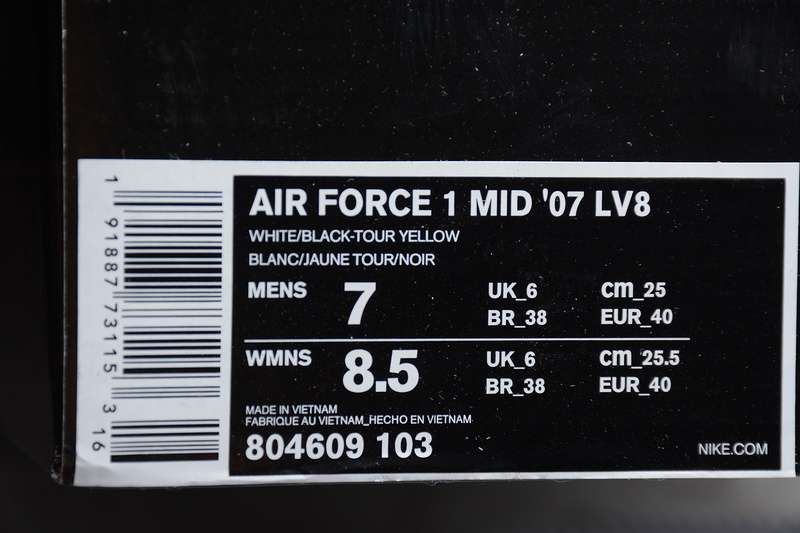 1 91887 73115 3 16
AIR FORCE 1 MID '07 LV8
WHITE/BLACK-TOUR YELLOW
BLANC/JAUNE TOUR/NOIR
MENS 7 UK_6 cm_25
BR_38 EUR_40
WMNS 8.5 UK_6 cm_25.5
BR_38 EUR_40
MADE IN VIETNAM
FABRIQUE AU VIETNAM_HECHO EN VIETNAM
804609 103
NIKE.COM